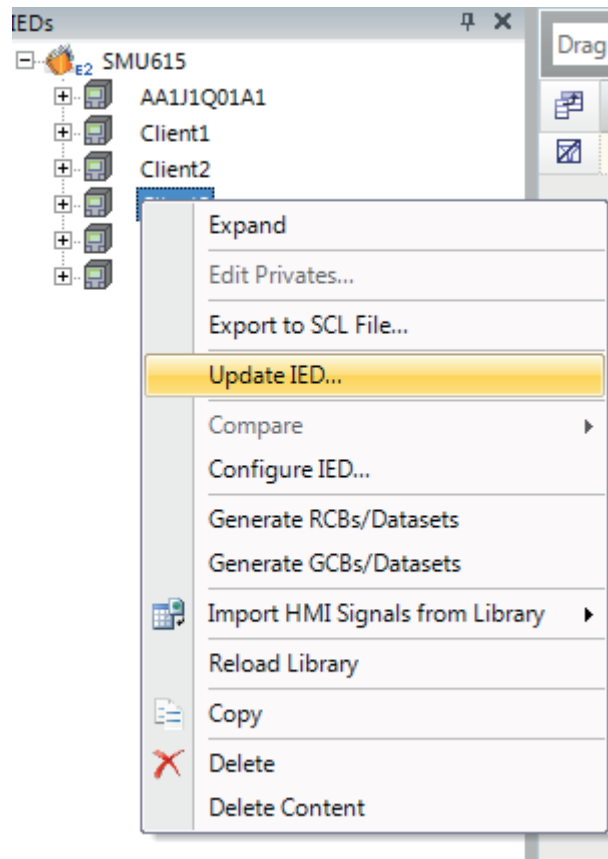 IEDs
Drag
E2 SMU615
AA1J1Q01A1
Client1
Client2
Expand
Edit Privates...
Export to SCL File...
Update IED...
Compare
Configure IED...
Generate RCBs/Datasets
Generate GCBs/Datasets
Import HMI Signals from Library
Reload Library
Copy
Delete
Delete Content